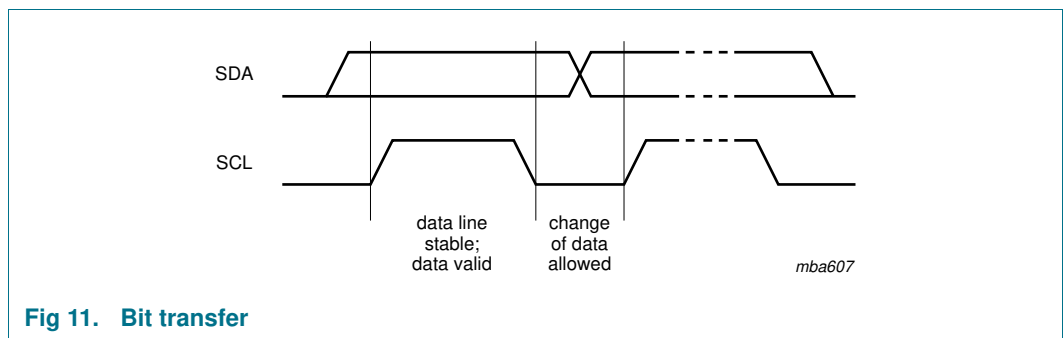 SDA
SCL
data line
stable;
data valid
change
of data
allowed
mba607
Fig 11. Bit transfer